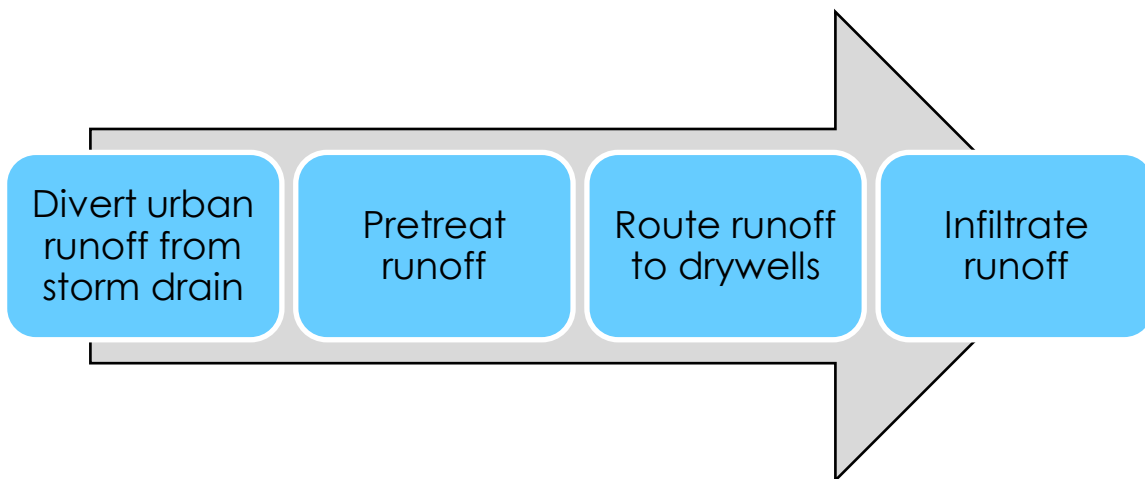 Divert urban
runoff from
storm drain
Pretreat
runoff
Route runoff
to drywells
Infiltrate
runoff